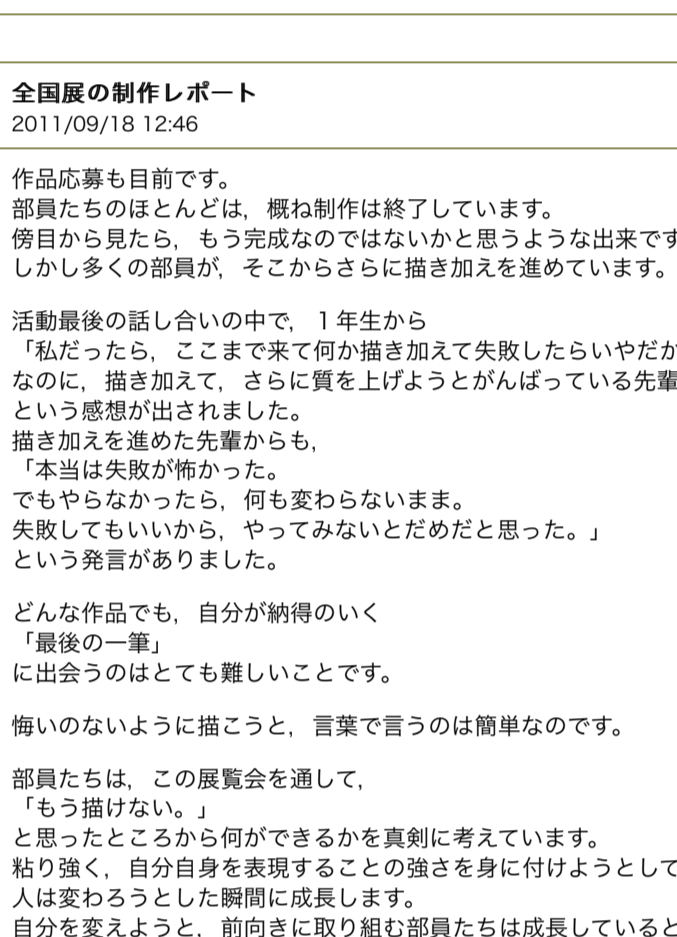 全国展の制作レポート
2011/09/18 12:46
作品応募も目前です。
部員たちのほとんどは，概ね制作は終了しています。
傍目から見たら，もう完成なのではないかと思うような出来です
しかし多くの部員が，そこからさらに描き加えを進めています。
活動最後の話し合いの中で，１年生から
「私だったら，ここまで来て何か描き加えて失敗したらいやだか
なのに，描き加えて，さらに質を上げようとがんばっている先輩
という感想が出されました。
描き加えを進めた先輩からも，
「本当は失敗が怖かった。
でもやらなかったら，何も変わらないまま。
失敗してもいいから，やってみないとだめだと思った。」
という発言がありました。
どんな作品でも，自分が納得のいく
「最後の一筆」
に出会うのはとても難しいことです。
悔いのないように描こうと，言葉で言うのは簡単なのです。
部員たちは，この展覧会を通して，
「もう描けない。」
と思ったところから何ができるかを真剣に考えています。
粘り強く，自分自身を表現することの強さを身に付けようとして
人は変わろうとした瞬間に成長します。
自分を変えようと，前向きに取り組む部員たちは成長していると